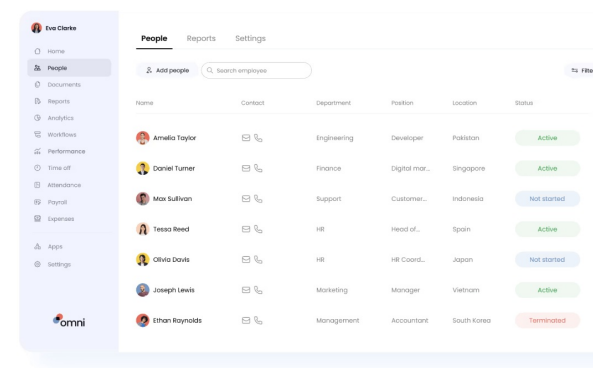 Eva Clarke
Home
People
Documents
Reports
Analytics
Workflows
Performance
Time off
Attendance
Payroll
Expenses
Apps
Settings
omni
People Reports Settings
Add people Search employee Filte
Name Contact Department Position Location Status
Amelia Taylor Engineering Developer Pakistan Active
Daniel Turner Finance Digital mar... Singapore Active
Max Sullivan Support Customer... Indonesia Not started
Tessa Reed HR Head of... Spain Active
Olivia Davis HR HR Coord... Japan Not started
Joseph Lewis Marketing Manager Vietnam Active
Ethan Raynolds Management Accountant South Korea Terminated